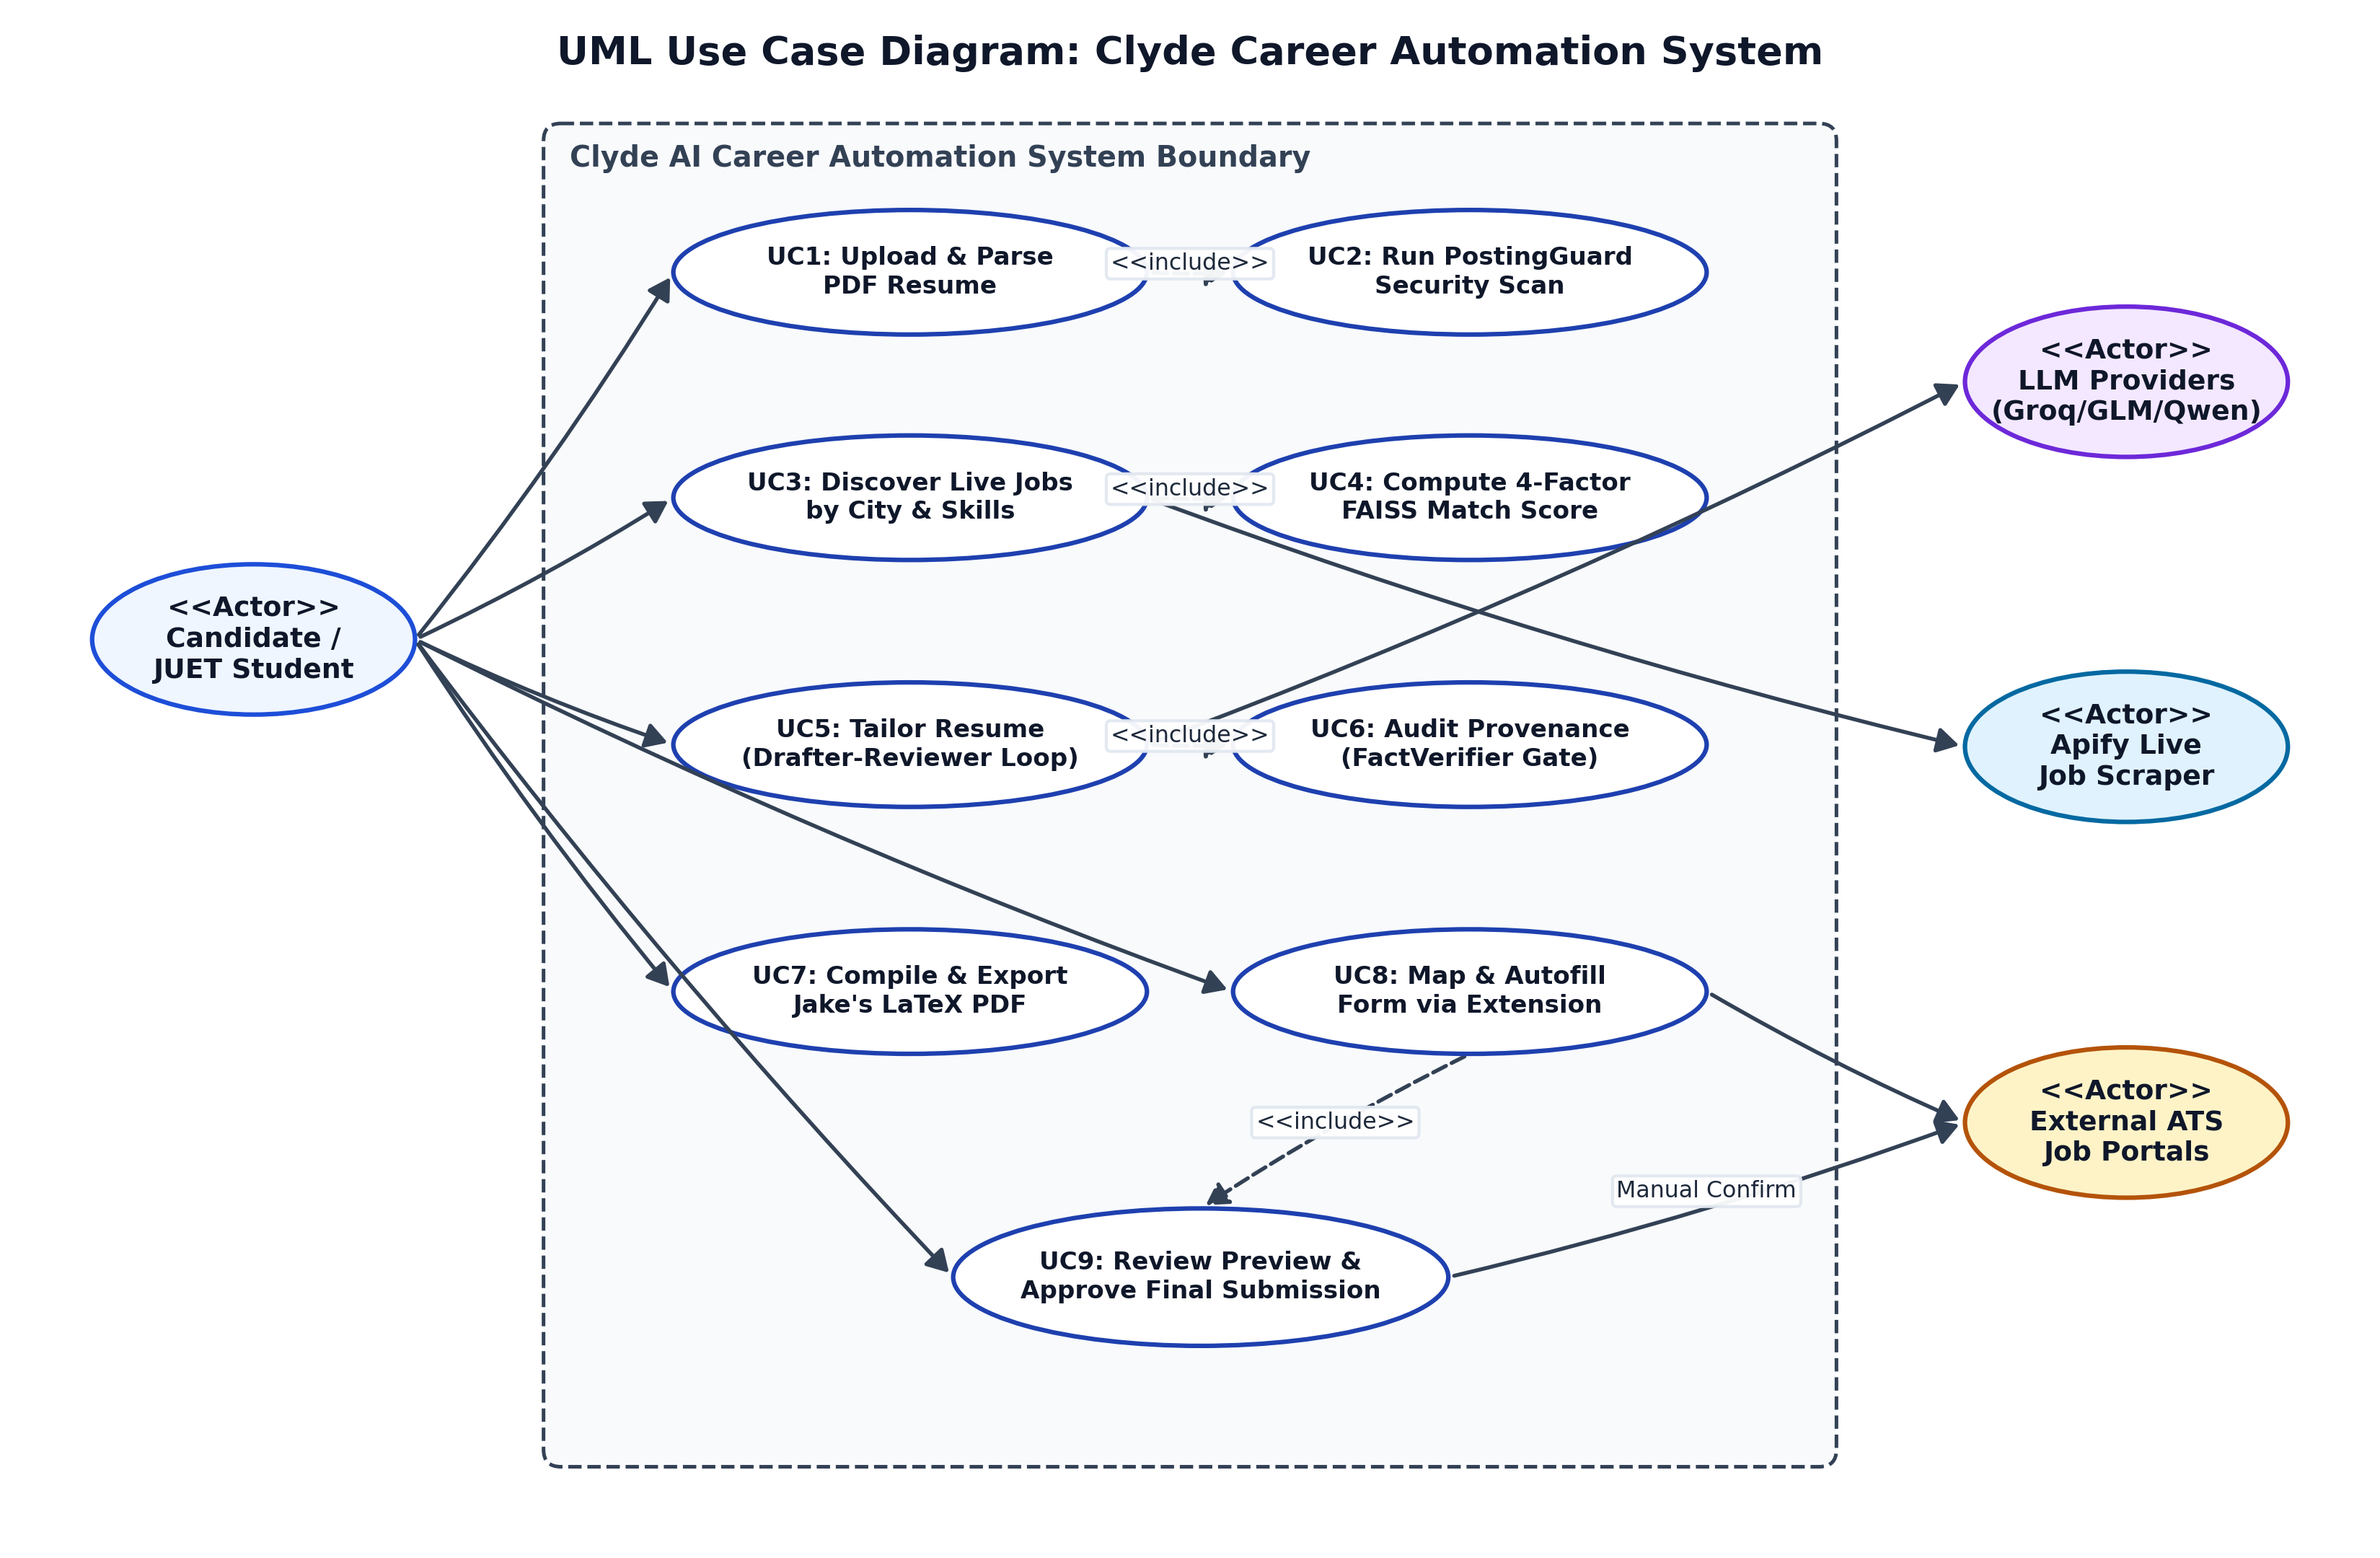 UML Use Case Diagram: Clyde Career Automation System
Clyde AI Career Automation System Boundary
UC1: Upload & Parse
PDF Resume
<<include>>
UC2: Run PostingGuard
Security Scan
<<Actor>>
LLM Providers
(Groq/GLM/Qwen)
UC3: Discover Live Jobs
by City & Skills
<<include>>
UC4: Compute 4-Factor
FAISS Match Score
<<Actor>>
Candidate /
JUET Student
UC5: Tailor Resume
(Drafter-Reviewer Loop)
<<include>>
UC6: Audit Provenance
(FactVerifier Gate)
<<Actor>>
Apify Live
Job Scraper
UC7: Compile & Export
Jake's LaTeX PDF
UC8: Map & Autofill
Form via Extension
<<include>>
<<Actor>>
External ATS
Job Portals
Manual Confirm
UC9: Review Preview &
Approve Final Submission